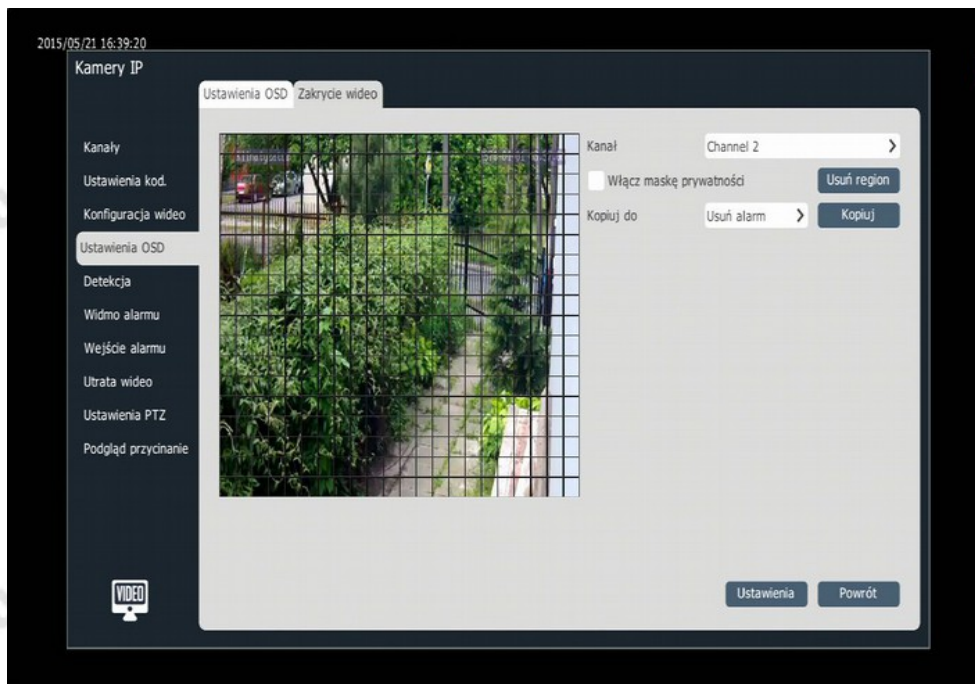 2015/05/21 16:39:20
Kamery IP
Ustawienia OSD
Zakrycie wideo
Kanały
Ustawienia kod.
Konfiguracja wideo
Ustawienia OSD
Detekcja
Widmo alarmu
Wejście alarmu
Utrata wideo
Ustawienia PTZ
Podgląd przycinanie
Kanał
Channel 2
Włącz maskę prywatności
Usuń region
Kopiuj do
Usuń alarm
Kopiuj
VIDEO
Ustawienia
Powrót